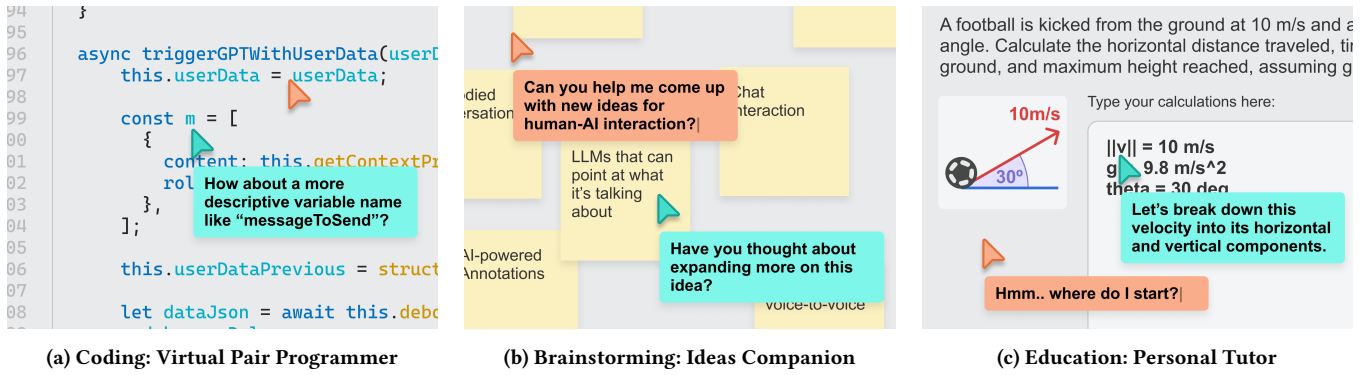 94 }
95
96 async triggerGPTWithUserData(userD
97 this.userData = userData;
98
99 const m = [
00 {
01 content: this.getContextPr
02 rol
03 },
04 ];
05
06 this.userDataPrevious = struct
07
08 let dataJson = await this.debo
How about a more
descriptive variable name
like “messageToSend”?
(a) Coding: Virtual Pair Programmer
Can you help me come up
with new ideas for
human-AI interaction?
odied
ersation
Chat
nteraction
LLMs that can
point at what
it’s talking
about
Have you thought about
expanding more on this
idea?
AI-powered
Annotations
voice-to-voice
(b) Brainstorming: Ideas Companion
A football is kicked from the ground at 10 m/s and a
angle. Calculate the horizontal distance traveled, tin
ground, and maximum height reached, assuming g
Type your calculations here:
10m/s
30º
||v|| = 10 m/s
g 9.8 m/s^2
theta = 30 deg
Let’s break down this
velocity into its horizontal
and vertical components.
Hmm.. where do I start?
(c) Education: Personal Tutor